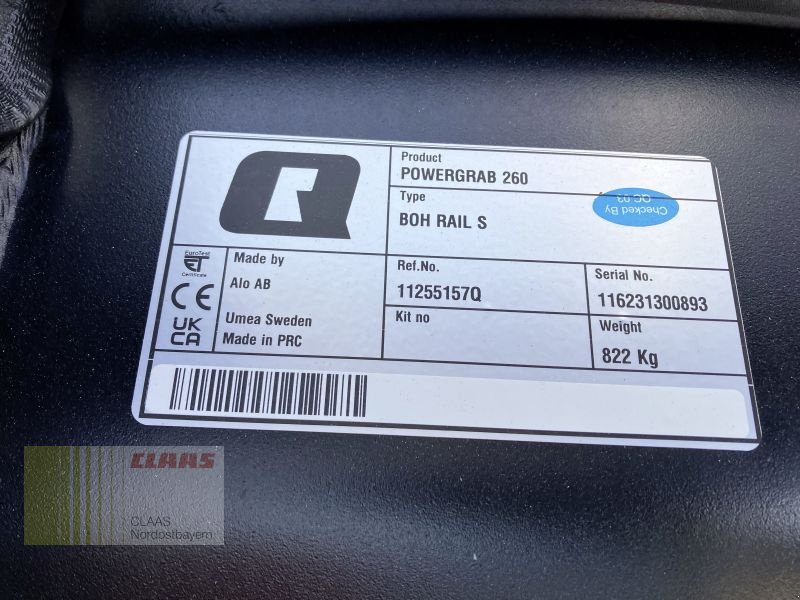 Product
POWERGRAB 260
Type
BOH RAIL S
Checked By
QC 03
EuroTest
ET
Certificate
CE
UK
CA
Made by
Alo AB
Umea Sweden
Made in PRC
Ref.No.
11255157Q
Kit no
Serial No.
116231300893
Weight
822 Kg
CLAAS
CLAAS
Nordostbayern